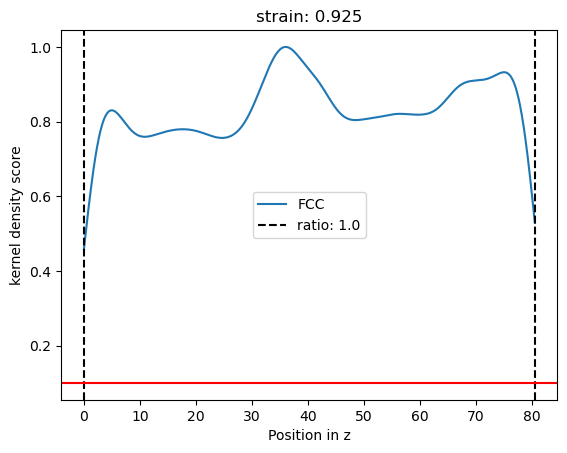 strain: 0.925
kernel density score
1.0
0.8
0.6
0.4
0.2
FCC
ratio: 1.0
0 10 20 30 40 50 60 70 80
Position in z